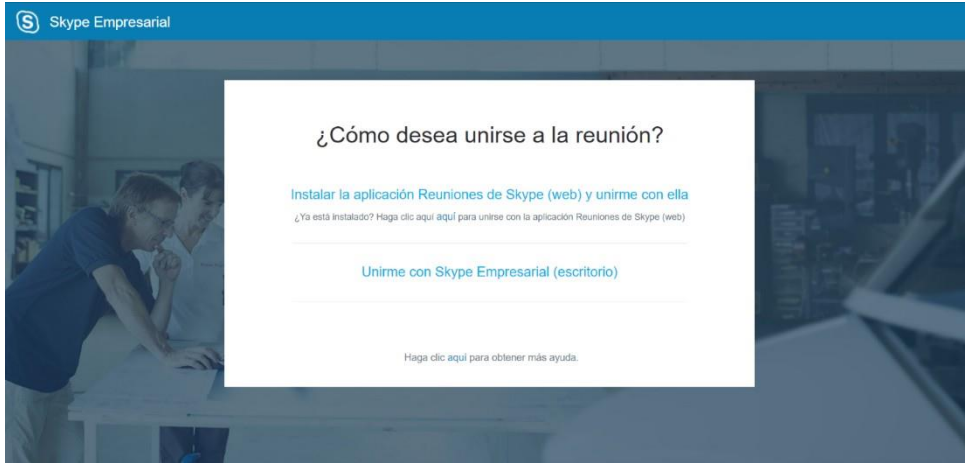 Skype Empresarial
¿Cómo desea unirse a la reunión?
Instalar la aplicación Reuniones de Skype (web) y unirme con ella
¿Ya está instalado? Haga clic aquí aquí para unirse con la aplicación Reuniones de Skype (web)
Unirme con Skype Empresarial (escritorio)
Haga clic aquí para obtener más ayuda.